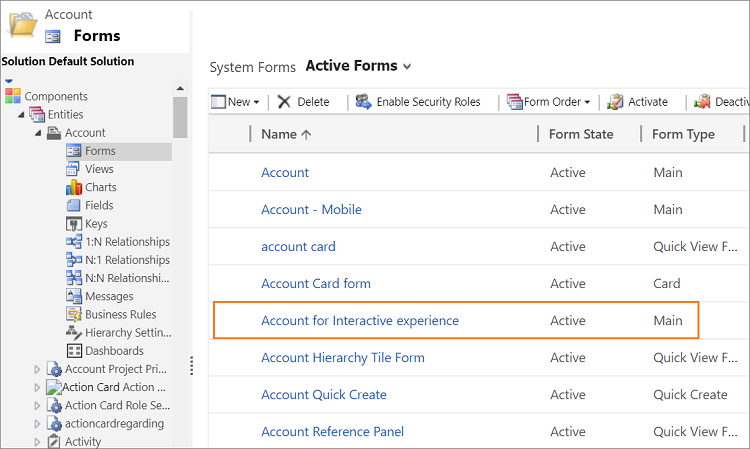 Account
Forms
Solution Default Solution
Components
Entities
Account
Forms
Views
Charts
Fields
Keys
1:N Relationships
N:1 Relationships
N:N Relationshi...
Messages
Business Rules
Hierarchy Settin...
Dashboards
Account Project Pri...
Action Card Action ...
Action Card Role Se...
actioncardregarding
Activity
System Forms Active Forms
New Delete Enable Security Roles Form Order Activate Deactiv
Name Form State Form Type
Account Active Main
Account - Mobile Active Main
account card Active Quick View F...
Account Card form Active Card
Account for Interactive experience Active Main
Account Hierarchy Tile Form Active Quick View F...
Account Quick Create Active Quick Create
Account Reference Panel Active Quick View F...